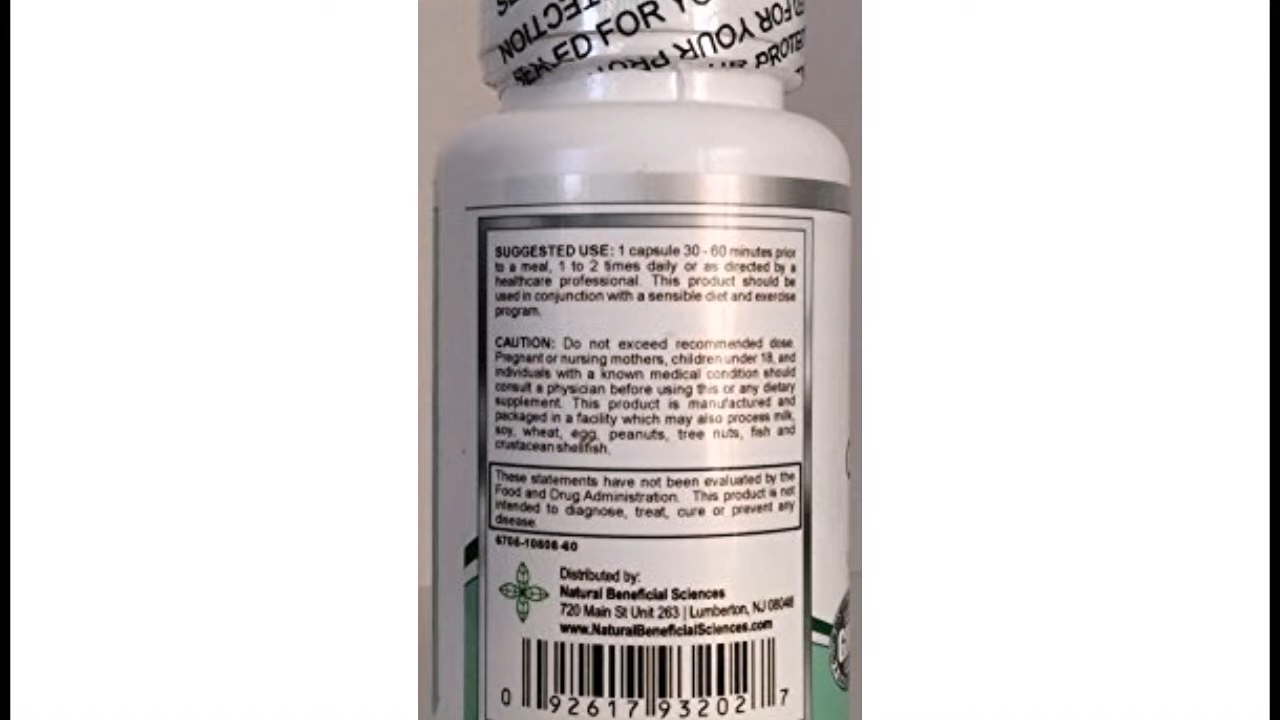 SEALED FOR YOUR PROTECTION
SUGGESTED USE: 1 capsule 30 - 60 minutes prior
to a meal, 1 to 2 times daily or as directed by a
healthcare professional. This product should be
used in conjunction with a sensible diet and exercise
program.
CAUTION: Do not exceed recommended dose.
Pregnant or nursing mothers, children under 18, and
individuals with a known medical condition should
consult a physician before using this or any dietary
supplement. This product is manufactured and
packaged in a facility which may also process milk,
soy, wheat, egg, peanuts, tree nuts, fish and
crustacean shellfish.
These statements have not been evaluated by the
Food and Drug Administration. This product is not
intended to diagnose, treat, cure or prevent any
disease.
Distributed by:
Natural Beneficial Sciences
720 Main St Unit 263 | Lumberton, NJ 08048
www.NaturalBeneficialSciences.com
0 92617 93202 7